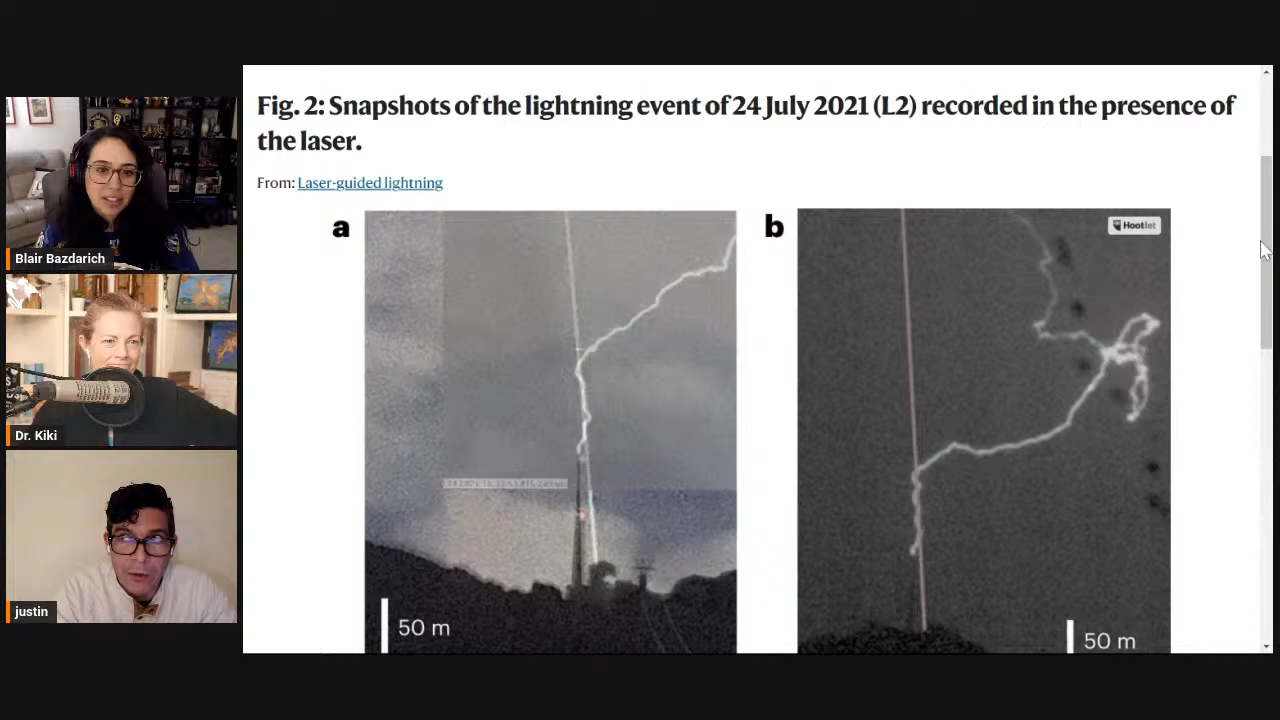 Fig. 2: Snapshots of the lightning event of 24 July 2021 (L2) recorded in the presence of
the laser.
From: Laser-guided lightning
a
b
Hootlet
50 m
50 m
Blair Bazdarich
Dr. Kiki
justin